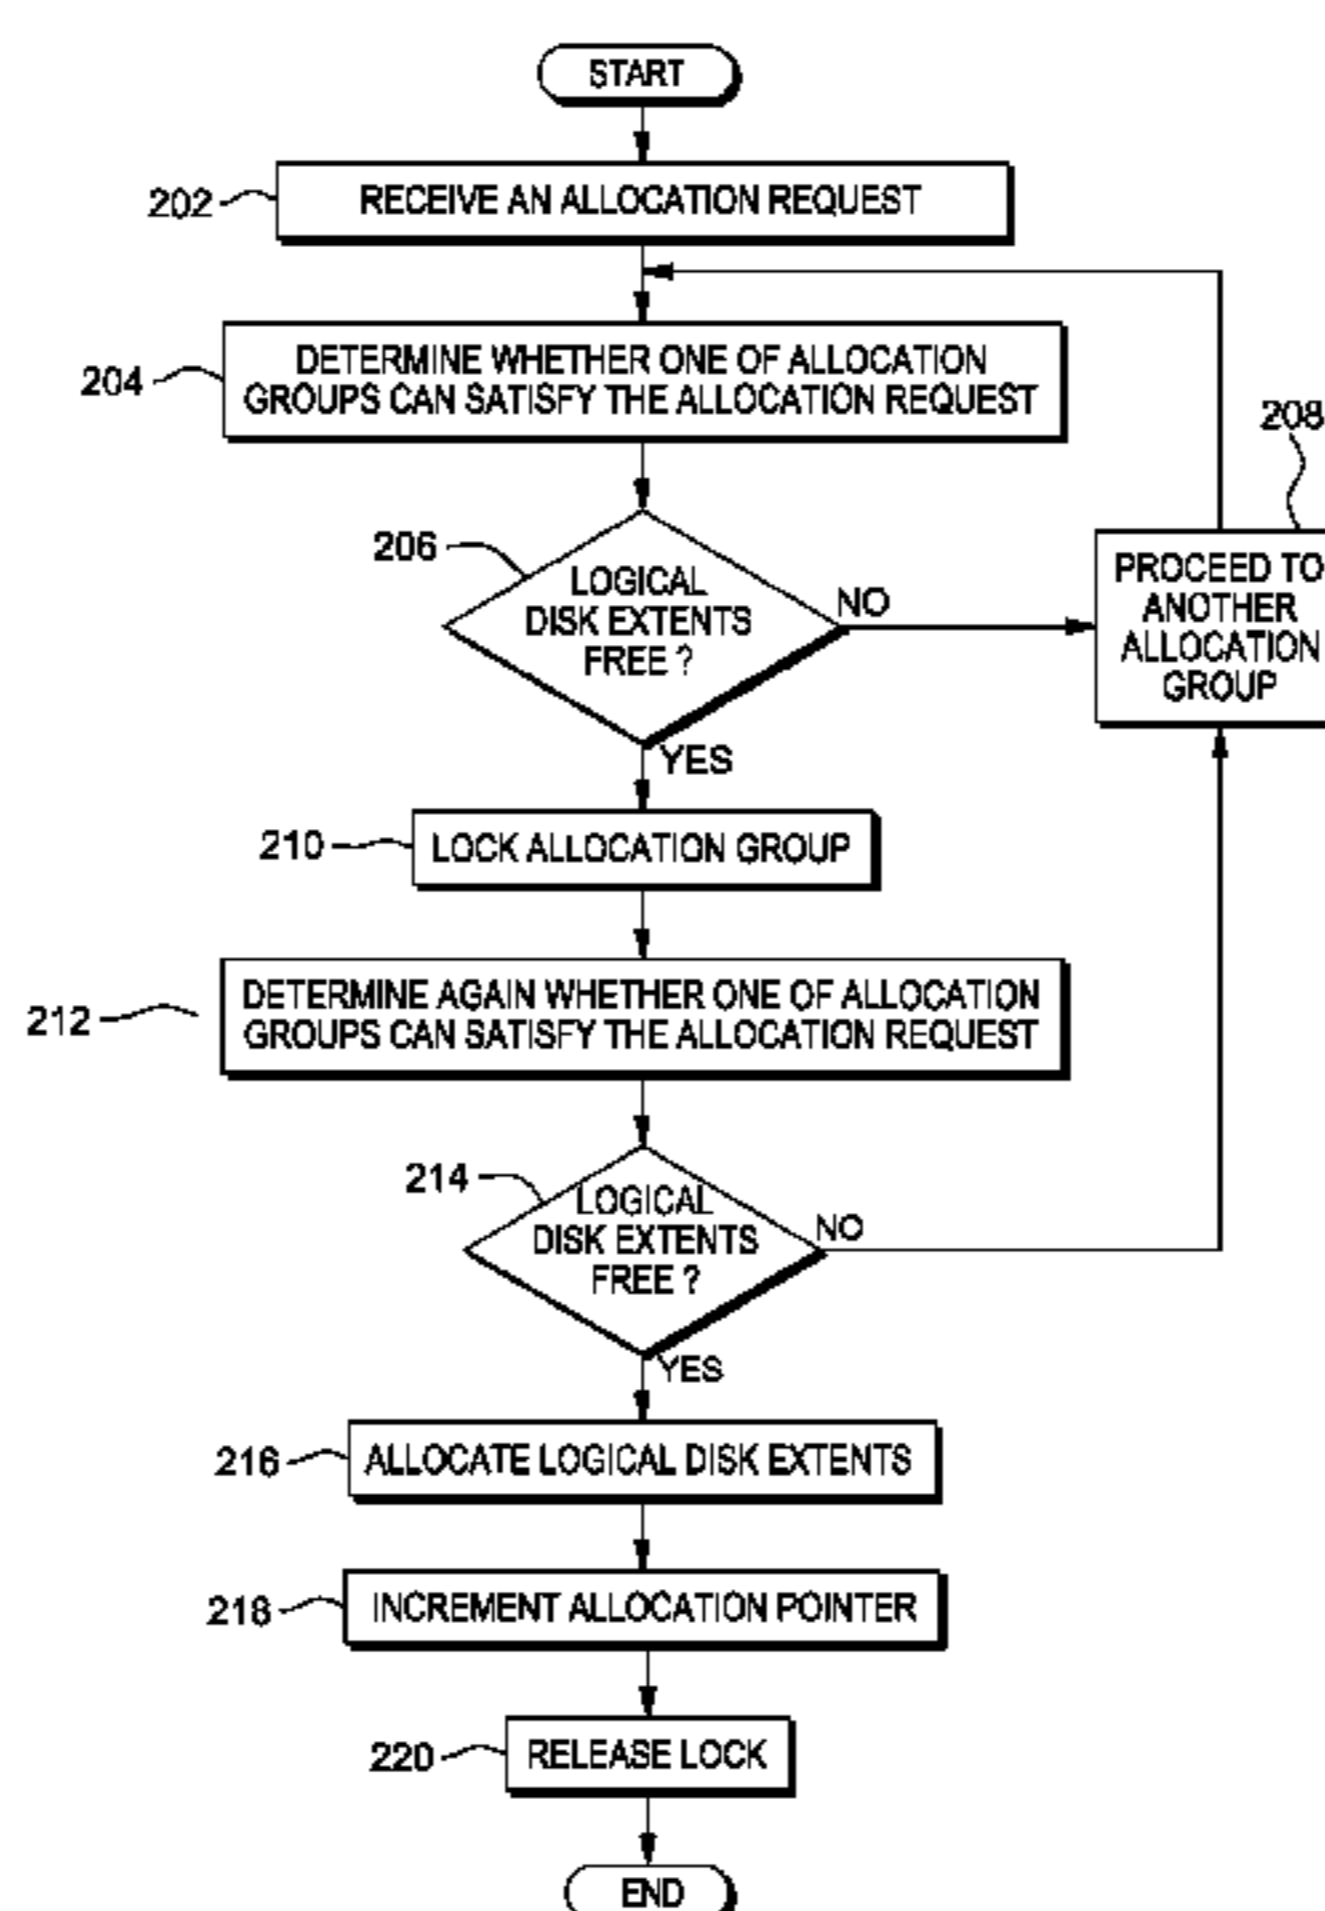 START
202
RECEIVE AN ALLOCATION REQUEST
204
DETERMINE WHETHER ONE OF ALLOCATION
GROUPS CAN SATISFY THE ALLOCATION REQUEST
208
206
LOGICAL
DISK EXTENTS
FREE ?
NO
PROCEED TO
ANOTHER
ALLOCATION
GROUP
YES
210
LOCK ALLOCATION GROUP
212
DETERMINE AGAIN WHETHER ONE OF ALLOCATION
GROUPS CAN SATISFY THE ALLOCATION REQUEST
214
LOGICAL
DISK EXTENTS
FREE ?
NO
YES
216
ALLOCATE LOGICAL DISK EXTENTS
218
INCREMENT ALLOCATION POINTER
220
RELEASE LOCK
END